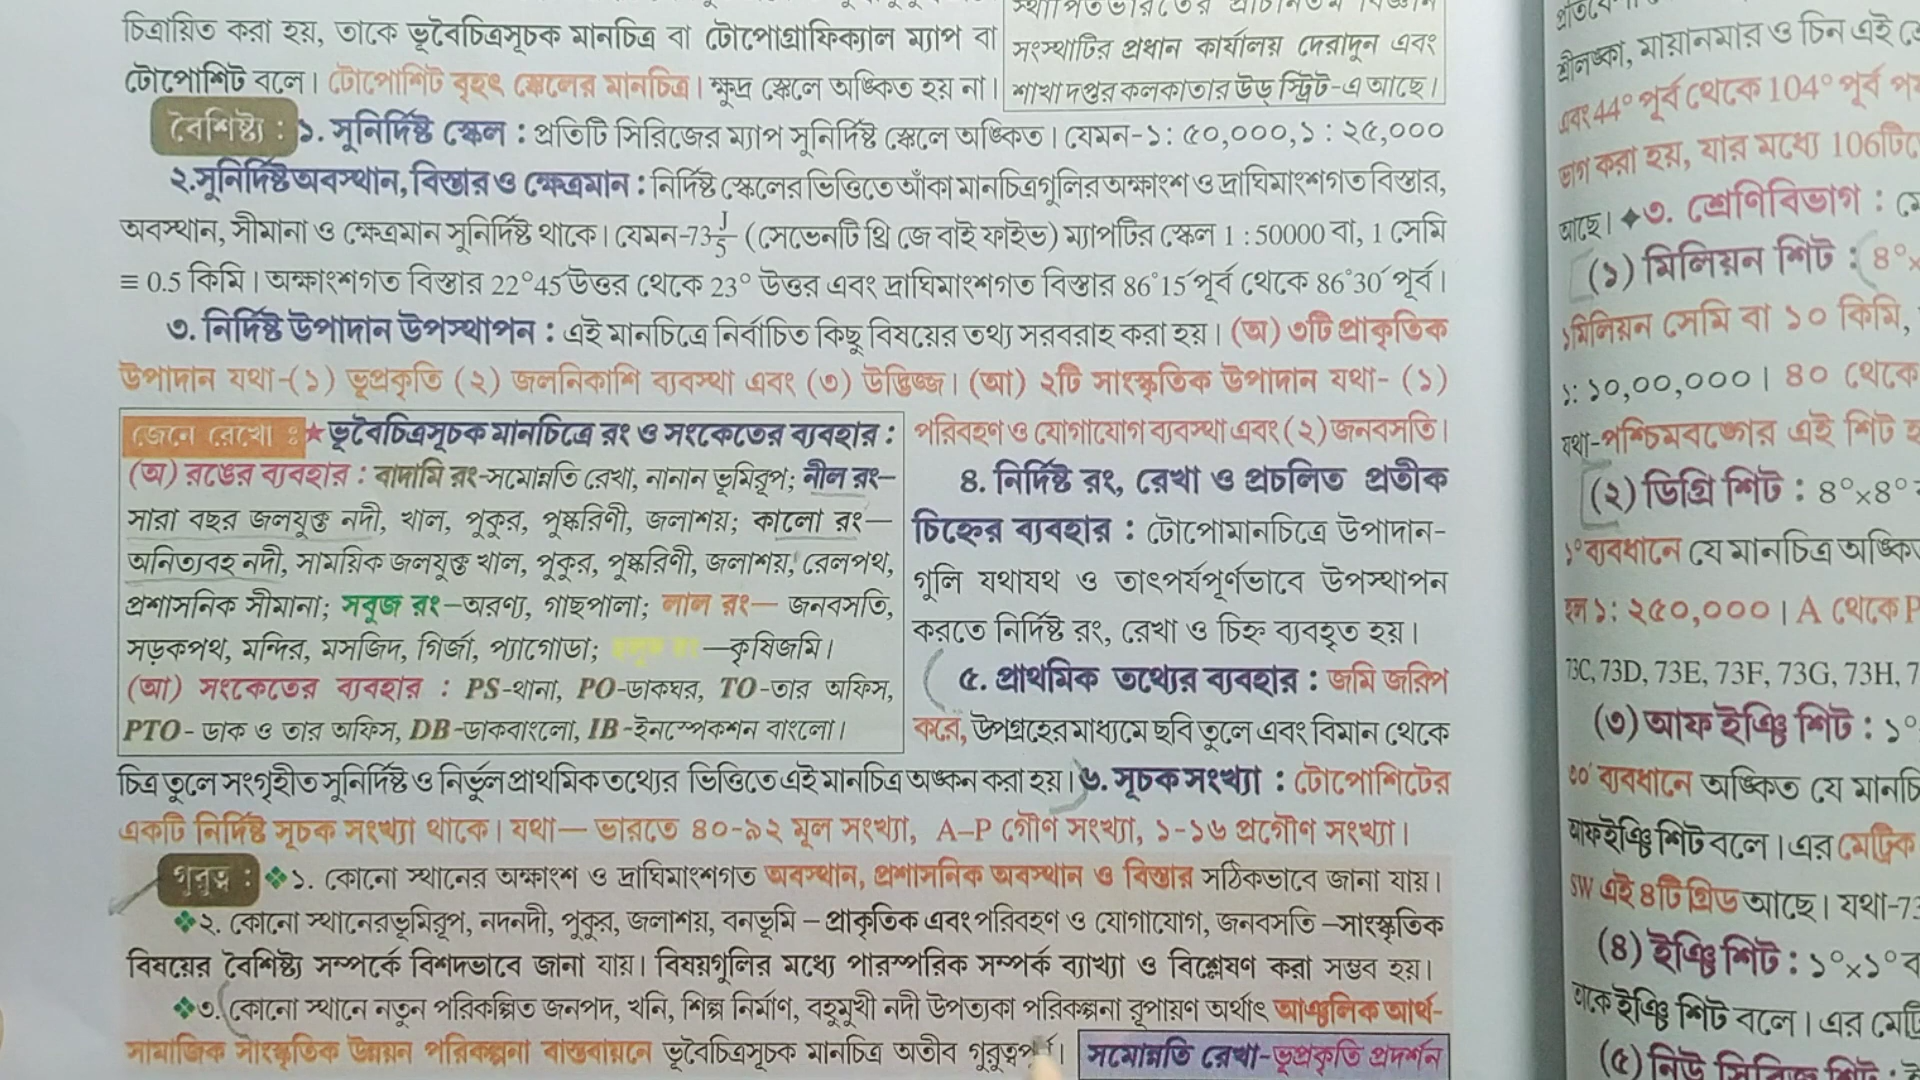 চিত্রায়িত করা হয়, তাকে ভূবৈচিত্রসূচক মানচিত্র বা টোপোগ্রাফিক্যাল ম্যাপ বা
টোপোশিট বলে। টোপোশিট বৃহৎ স্কেলের মানচিত্র। ক্ষুদ্র স্কেলে অঙ্কিত হয় না।
সংস্থাটির প্রধান কার্যালয় দেরাদুন এবং
শাখা দপ্তর কলকাতার উড্ স্ট্রিট-এ আছে।
বৈশিষ্ট্য : ১. সুনির্দিষ্ট স্কেল : প্রতিটি সিরিজের ম্যাপ সুনির্দিষ্ট স্কেলে অঙ্কিত। যেমন-১: ৫০,০০০,১ : ২৫,০০০
২.সুনির্দিষ্ট অবস্থান, বিস্তার ও ক্ষেত্রমান : নির্দিষ্ট স্কেলের ভিত্তিতে আঁকা মানচিত্রগুলির অক্ষাংশ ও দ্রাঘিমাংশগত বিস্তার,
অবস্থান, সীমানা ও ক্ষেত্রমান সুনির্দিষ্ট থাকে। যেমন-73 J/5 (সেভেনটি থ্রি জে বাই ফাইভ) ম্যাপটির স্কেল 1 : 50000 বা, 1 সেমি
≡ 0.5 কিমি। অক্ষাংশগত বিস্তার 22°45′ উত্তর থেকে 23° উত্তর এবং দ্রাঘিমাংশগত বিস্তার 86°15′ পূর্ব থেকে 86°30′ পূর্ব।
৩. নির্দিষ্ট উপাদান উপস্থাপন : এই মানচিত্রে নির্বাচিত কিছু বিষয়ের তথ্য সরবরাহ করা হয়। (অ) ৩টি প্রাকৃতিক
উপাদান যথা-(১) ভূপ্রকৃতি (২) জলনিকাশি ব্যবস্থা এবং (৩) উদ্ভিজ্জ। (আ) ২টি সাংস্কৃতিক উপাদান যথা- (১)
পরিবহণ ও যোগাযোগ ব্যবস্থা এবং (২) জনবসতি।
জেনে রেখো : ★ ভূবৈচিত্রসূচক মানচিত্রে রং ও সংকেতের ব্যবহার :
(অ) রঙের ব্যবহার : বাদামি রং-সমোন্নতি রেখা, নানান ভূমিরূপ; নীল রং—
সারা বছর জলযুক্ত নদী, খাল, পুকুর, পুষ্করিণী, জলাশয়; কালো রং—
অনিত্যবহ নদী, সাময়িক জলযুক্ত খাল, পুকুর, পুষ্করিণী, জলাশয়, রেলপথ,
প্রশাসনিক সীমানা; সবুজ রং—অরণ্য, গাছপালা; লাল রং— জনবসতি,
সড়কপথ, মন্দির, মসজিদ, গির্জা, প্যাগোডা; হলুদ রং—কৃষিজমি।
(আ) সংকেতের ব্যবহার : PS-থানা, PO-ডাকঘর, TO-তার অফিস,
PTO- ডাক ও তার অফিস, DB-ডাকবাংলো, IB-ইনস্পেকশন বাংলো।
৪. নির্দিষ্ট রং, রেখা ও প্রচলিত প্রতীক
চিহ্নের ব্যবহার : টোপোমানচিত্রে উপাদান-
গুলি যথাযথ ও তাৎপর্যপূর্ণভাবে উপস্থাপন
করতে নির্দিষ্ট রং, রেখা ও চিহ্ন ব্যবহৃত হয়।
৫. প্রাথমিক তথ্যের ব্যবহার : জমি জরিপ
করে, উপগ্রহের মাধ্যমে ছবি তুলে এবং বিমান থেকে
চিত্র তুলে সংগৃহীত সুনির্দিষ্ট ও নির্ভুল প্রাথমিক তথ্যের ভিত্তিতে এই মানচিত্র অঙ্কন করা হয়। ৬. সূচক সংখ্যা : টোপোশিটের
একটি নির্দিষ্ট সূচক সংখ্যা থাকে। যথা— ভারতে ৪০-৯২ মূল সংখ্যা, A–P গৌণ সংখ্যা, ১-১৬ প্রগৌণ সংখ্যা।
গুরুত্ব : ❖১. কোনো স্থানের অক্ষাংশ ও দ্রাঘিমাংশগত অবস্থান, প্রশাসনিক অবস্থান ও বিস্তার সঠিকভাবে জানা যায়।
❖২. কোনো স্থানের ভূমিরূপ, নদনদী, পুকুর, জলাশয়, বনভূমি – প্রাকৃতিক এবং পরিবহণ ও যোগাযোগ, জনবসতি –সাংস্কৃতিক
বিষয়ের বৈশিষ্ট্য সম্পর্কে বিশদভাবে জানা যায়। বিষয়গুলির মধ্যে পারস্পরিক সম্পর্ক ব্যাখ্যা ও বিশ্লেষণ করা সম্ভব হয়।
❖৩. কোনো স্থানে নতুন পরিকল্পিত জনপদ, খনি, শিল্প নির্মাণ, বহুমুখী নদী উপত্যকা পরিকল্পনা রূপায়ণ অর্থাৎ আঞ্চলিক আর্থ-
সামাজিক সাংস্কৃতিক উন্নয়ন পরিকল্পনা বাস্তবায়নে ভূবৈচিত্রসূচক মানচিত্র অতীব
সমোন্নতি রেখা-ভূপ্রকৃতি প্রদর্শন
শ্রীলঙ্কা, মায়ানমার ও চিন এই
এবং 44° পূর্ব থেকে 104° পূর্ব
ভাগ করা হয়, যার মধ্যে 106টি
আছে। ✦৩. শ্রেণিবিভাগ :
(১) মিলিয়ন শিট : (৪°×
১মিলিয়ন সেমি বা ১০ কিমি,
১: ১০,০০,০০০। ৪০ থেকে
যথা-পশ্চিমবঙ্গের এই শিট
(২) ডিগ্রি শিট : ৪°×৪°
১° ব্যবধানে যে মানচিত্র
হল ১: ২৫০,০০০। A থেকে P
73C, 73D, 73E, 73F, 73G, 73H, 7
(৩) আফ ইঞ্চি শিট : ১°
৩০′ ব্যবধানে অঙ্কিত যে
আফ ইঞ্চি শিট বলে। এর মেট্রিক
SW এই ৪টি গ্রিড আছে। যথা-73
(৪) ইঞ্চি শিট : ১°×১°
তাকে ইঞ্চি শিট বলে। এর
(৫) নিউ সিরিজ শিট :